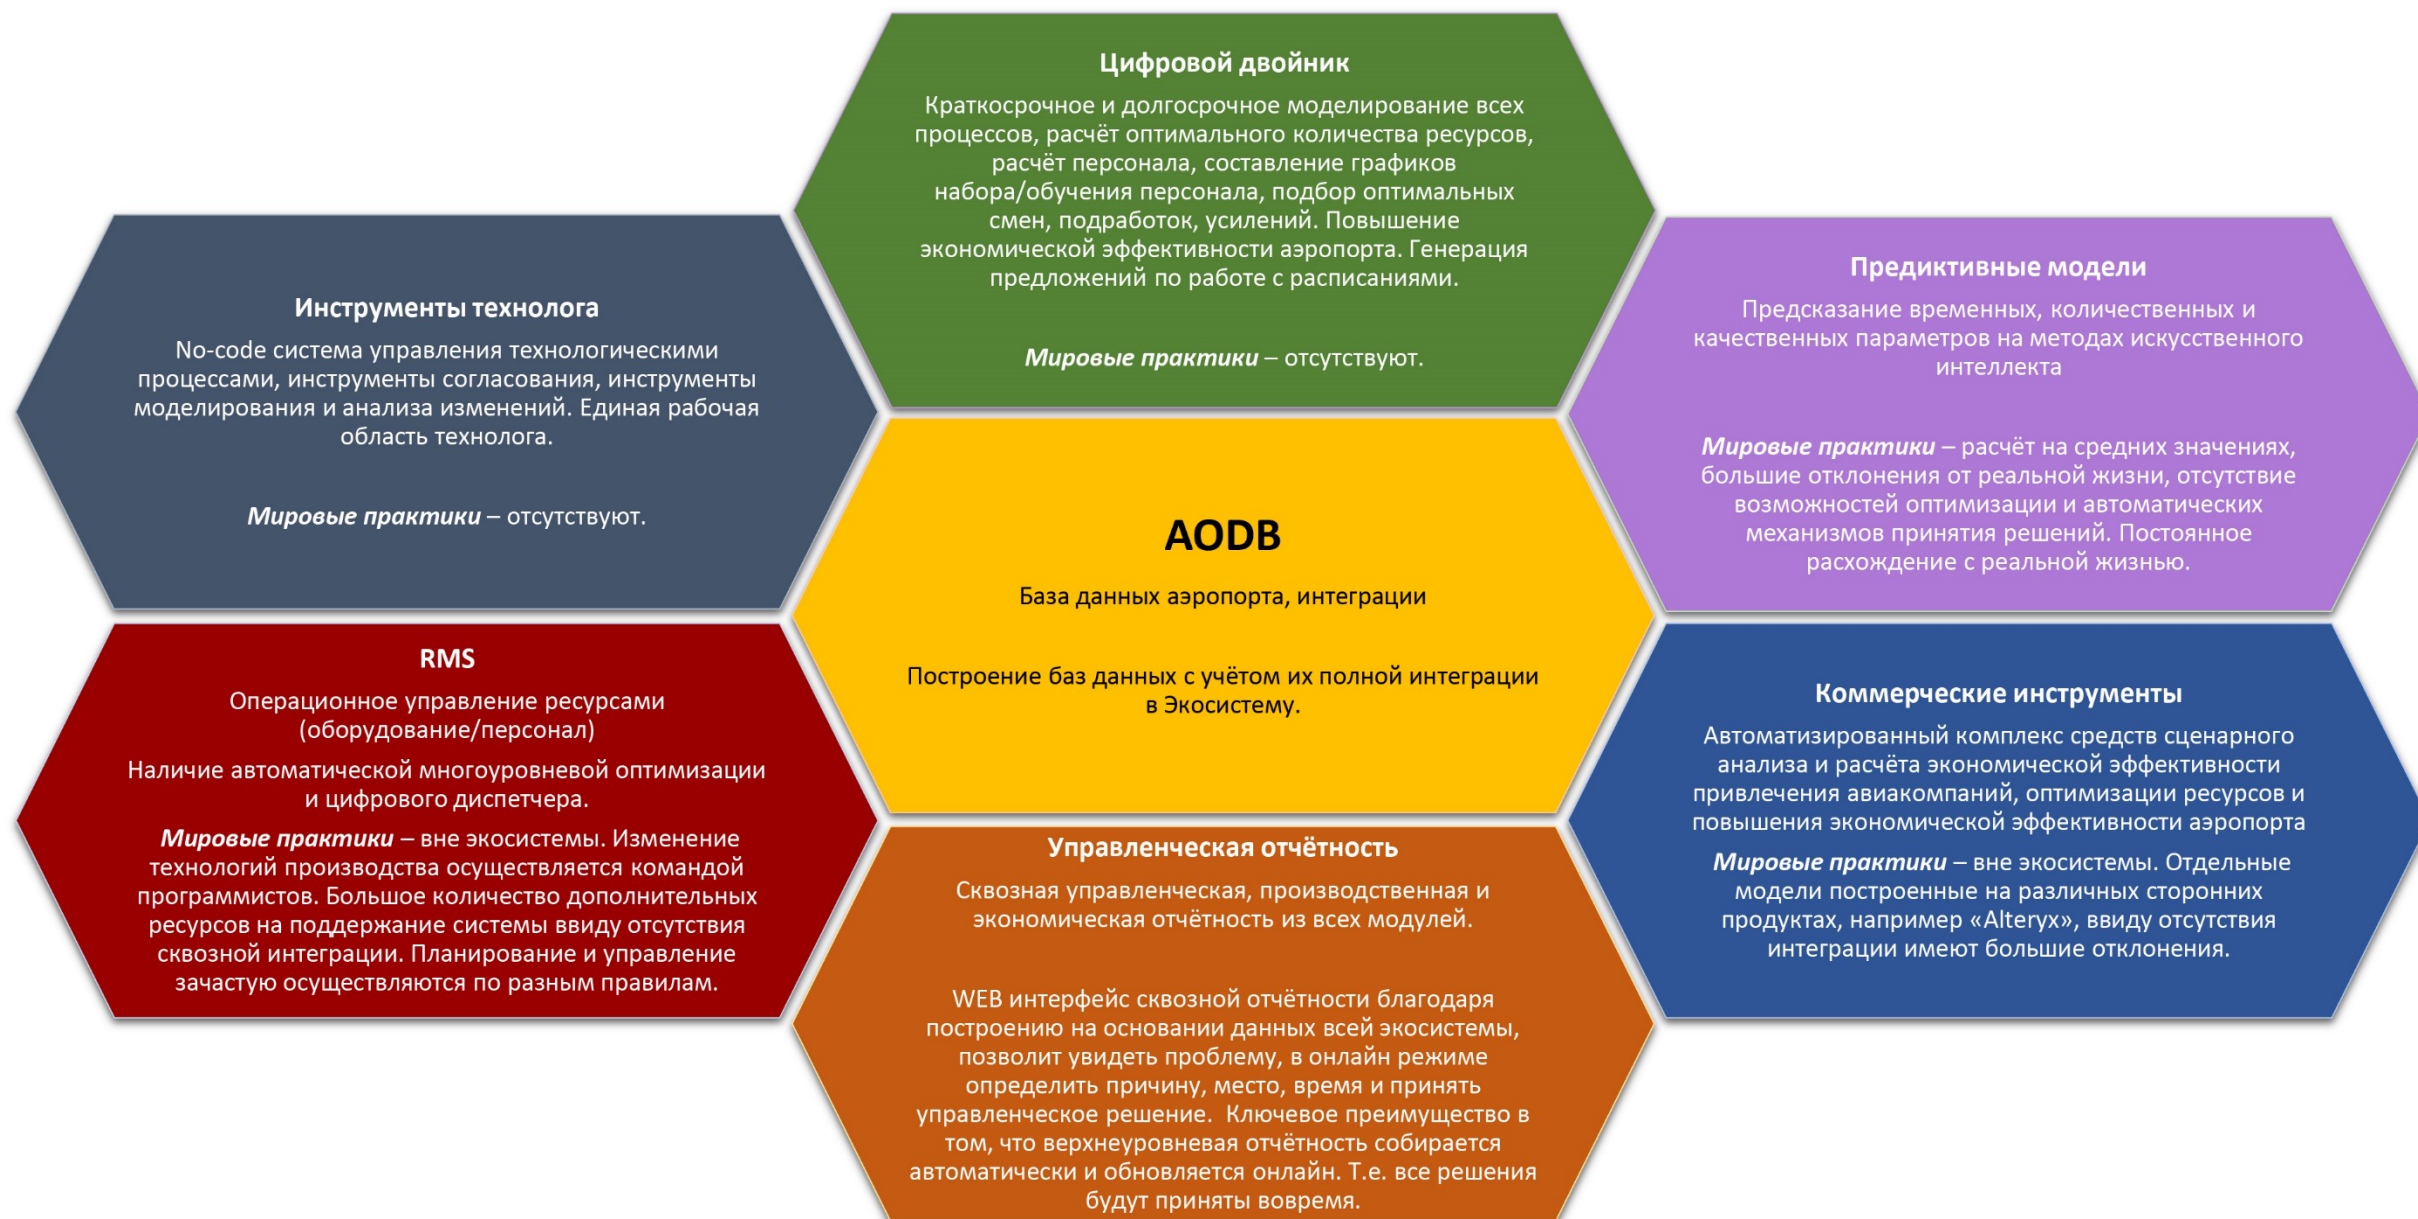 Цифровой двойник
Краткосрочное и долгосрочное моделирование всех
процессов, расчёт оптимального количества ресурсов,
расчёт персонала, составление графиков
набора/обучения персонала, подбор оптимальных
смен, подработок, усилений. Повышение
экономической эффективности аэропорта. Генерация
предложений по работе с расписаниями.
Мировые практики – отсутствуют.
Инструменты технолога
No-code система управления технологическими
процессами, инструменты согласования, инструменты
моделирования и анализа изменений. Единая рабочая
область технолога.
Мировые практики – отсутствуют.
Предиктивные модели
Предсказание временных, количественных и
качественных параметров на методах искусственного
интеллекта
Мировые практики – расчёт на средних значениях,
большие отклонения от реальной жизни, отсутствие
возможностей оптимизации и автоматических
механизмов принятия решений. Постоянное
расхождение с реальной жизнью.
AODB
База данных аэропорта, интеграции
Построение баз данных с учётом их полной интеграции
в Экосистему.
RMS
Операционное управление ресурсами
(оборудование/персонал)
Наличие автоматической многоуровневой оптимизации
и цифрового диспетчера.
Мировые практики – вне экосистемы. Изменение
технологий производства осуществляется командой
программистов. Большое количество дополнительных
ресурсов на поддержание системы ввиду отсутствия
сквозной интеграции. Планирование и управление
зачастую осуществляются по разным правилам.
Коммерческие инструменты
Автоматизированный комплекс средств сценарного
анализа и расчёта экономической эффективности
привлечения авиакомпаний, оптимизации ресурсов и
повышения экономической эффективности аэропорта
Мировые практики – вне экосистемы. Отдельные
модели построенные на различных сторонних
продуктах, например «Alteryx», ввиду отсутствия
интеграции имеют большие отклонения.
Управленческая отчётность
Сквозная управленческая, производственная и
экономическая отчётность из всех модулей.
WEB интерфейс сквозной отчётности благодаря
построению на основании данных всей экосистемы,
позволит увидеть проблему, в онлайн режиме
определить причину, место, время и принять
управленческое решение.  Ключевое преимущество в
том, что верхнеуровневая отчётность собирается
автоматически и обновляется онлайн. Т.е. все решения
будут приняты вовремя.